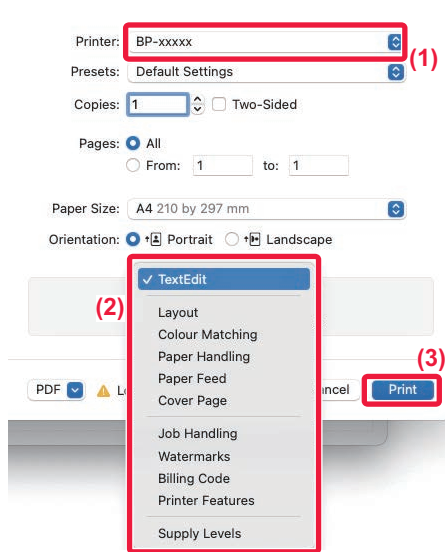 Printer: BP-xxxxx
(1)
Presets: Default Settings
Copies: 1 Two-Sided
Pages: All
From: 1 to: 1
Paper Size: A4 210 by 297 mm
Orientation: Portrait Landscape
(2)
✓ TextEdit
Layout
Colour Matching
Paper Handling
Paper Feed
Cover Page
Job Handling
Watermarks
Billing Code
Printer Features
Supply Levels
(3)
PDF L ncel Print